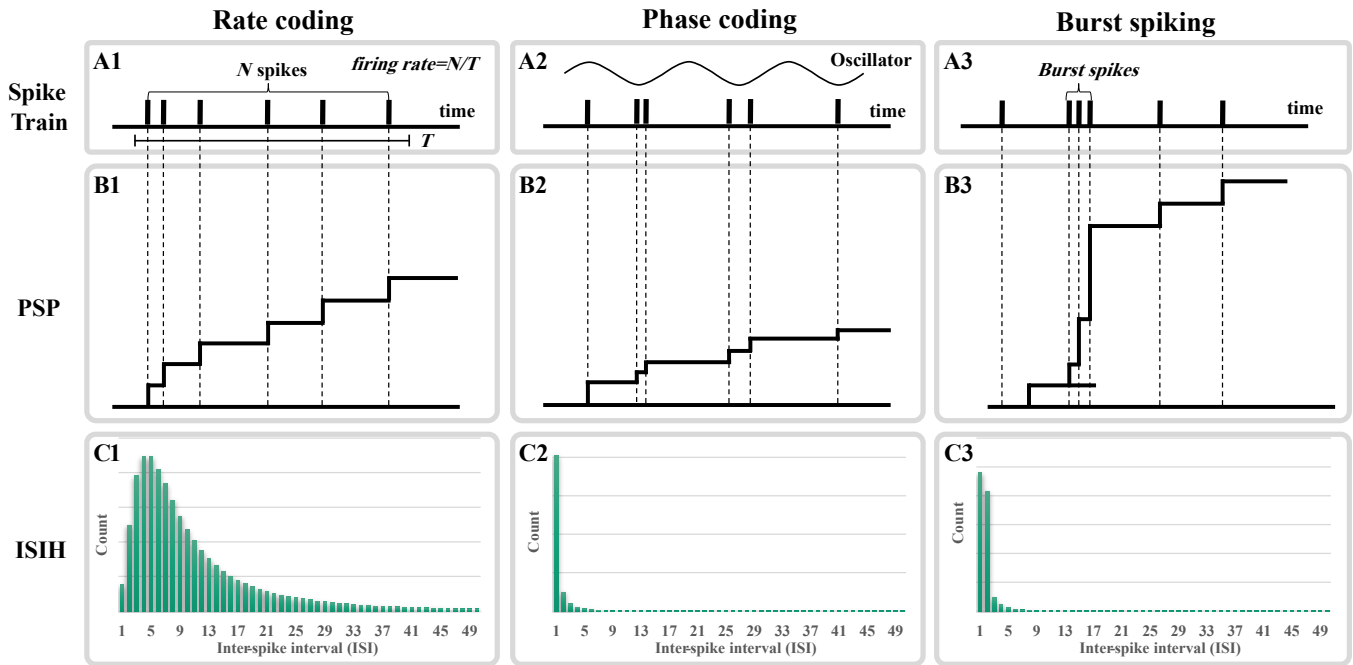 Rate coding
Phase coding
Burst spiking
Spike
Train
A1
N spikes
firing rate=N/T
time
T
A2
Oscillator
time
A3
Burst spikes
time
PSP
B1
B2
B3
ISIH
C1
Count
1 5 9 13 17 21 25 29 33 37 41 45 49
Inter-spike interval (ISI)
C2
Count
1 5 9 13 17 21 25 29 33 37 41 45 49
Inter-spike interval (ISI)
C3
Count
1 5 9 13 17 21 25 29 33 37 41 45 49
Inter-spike interval (ISI)